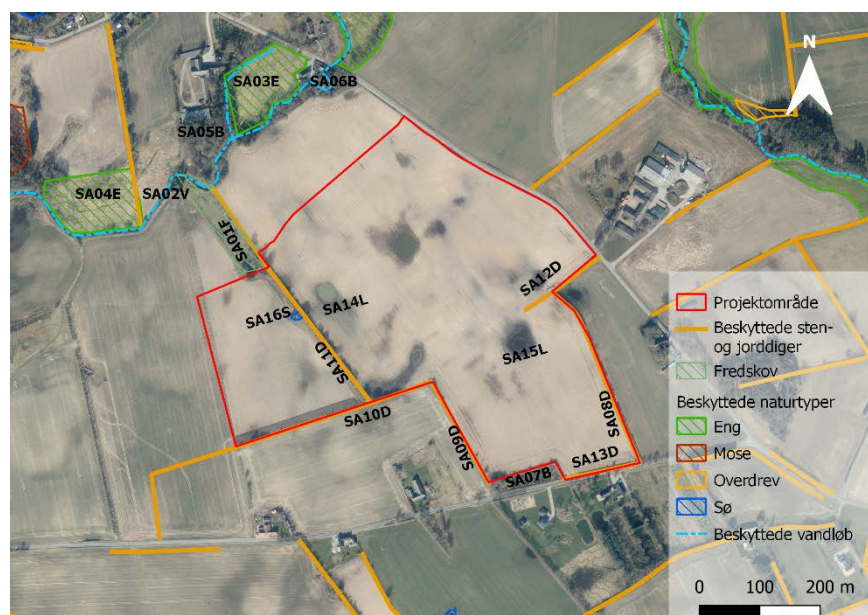 N
SA03E
SA06B
SA05B
SA04E
SA02V
SA01F
SA12D
SA14L
SA16S
SA11D
SA15L
SA10D
SA08D
SA09D
SA13D
SA07B
Projektområde
Beskyttede sten-
og jorddiger
Fredskov
Beskyttede naturtyper
Eng
Mose
Overdrev
Sø
Beskyttede vandløb
0 100 200 m